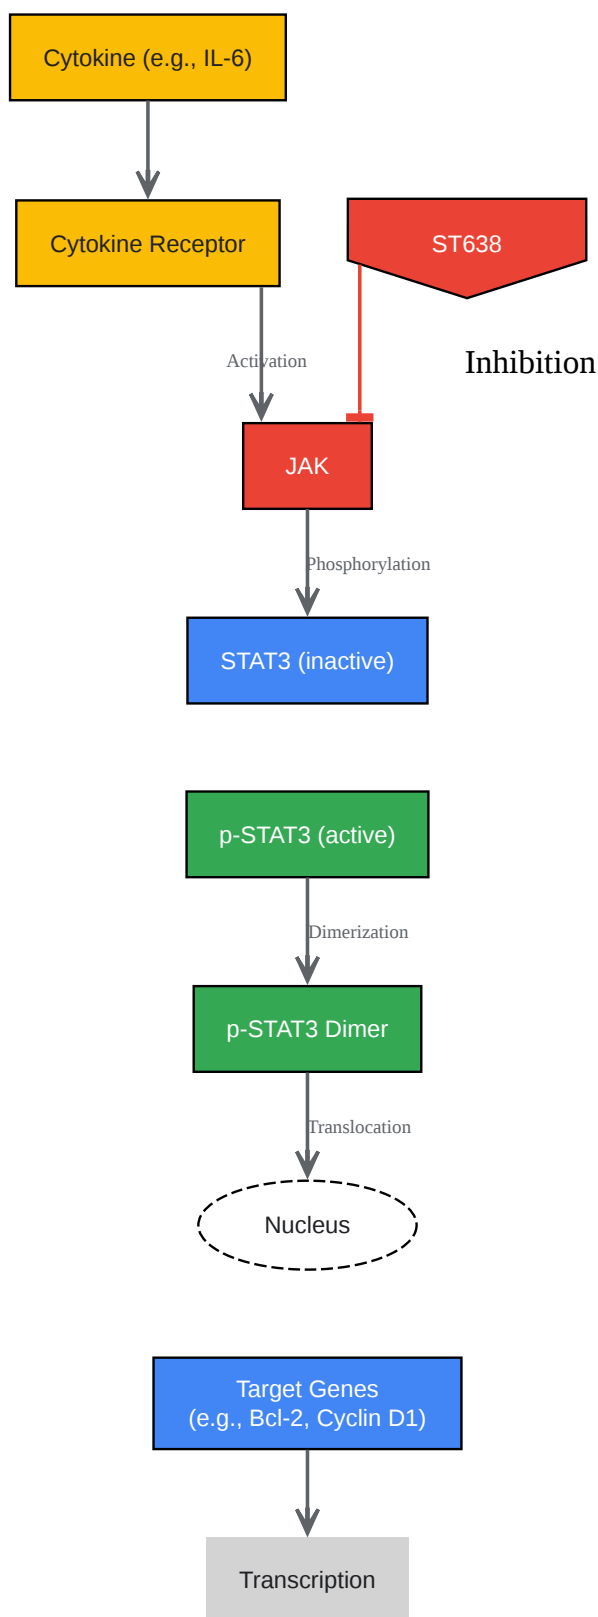 Cytokine (e.g., IL-6)
Cytokine Receptor
ST638
Activation
Inhibition
JAK
Phosphorylation
STAT3 (inactive)
p-STAT3 (active)
Dimerization
p-STAT3 Dimer
Translocation
Nucleus
Target Genes
(e.g., Bcl-2, Cyclin D1)
Transcription